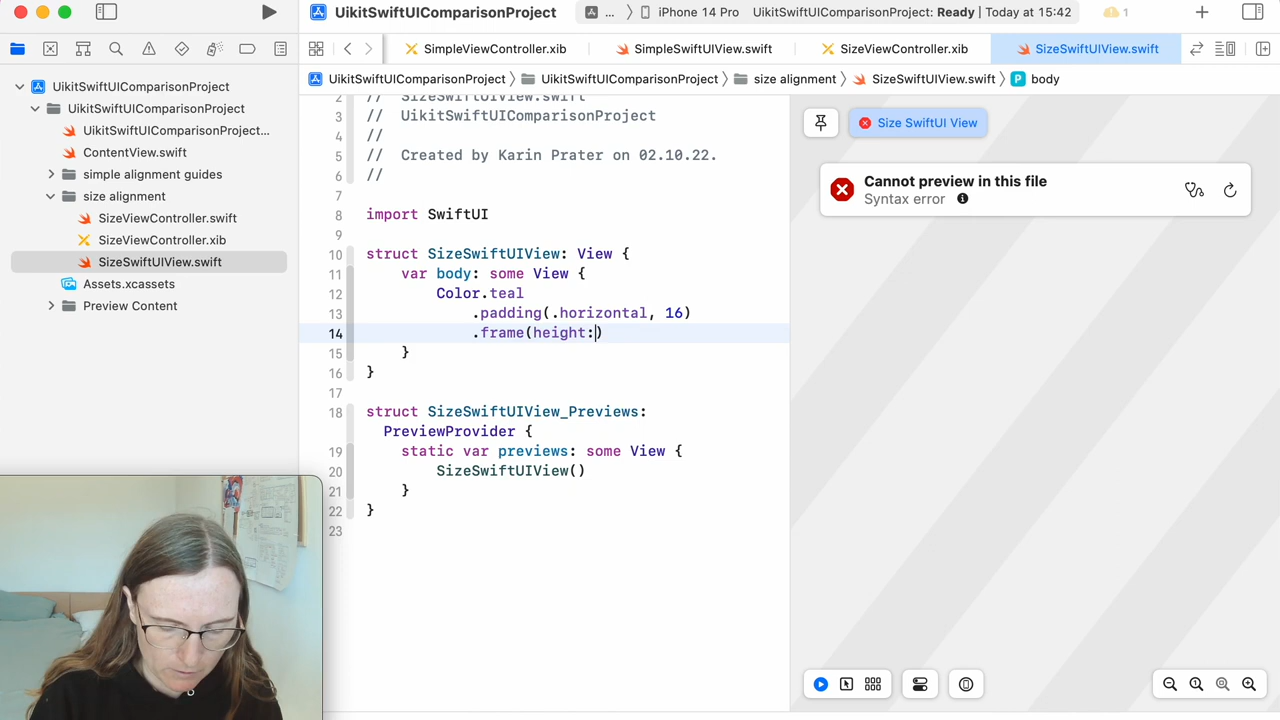 UikitSwiftUIComparisonProject
... iPhone 14 Pro UikitSwiftUIComparisonProject: Ready | Today at 15:42
1
SimpleViewController.xib
SimpleSwiftUIView.swift
SizeViewController.xib
SizeSwiftUIView.swift
UikitSwiftUIComparisonProject
UikitSwiftUIComparisonProject
size alignment
SizeSwiftUIView.swift
P body
UikitSwiftUIComparisonProject
UikitSwiftUIComparisonProject
UikitSwiftUIComparisonProject...
ContentView.swift
simple alignment guides
size alignment
SizeViewController.swift
SizeViewController.xib
SizeSwiftUIView.swift
Assets.xcassets
Preview Content
2 // SizeSwiftUIView.swift
3 // UikitSwiftUIComparisonProject
4 //
5 // Created by Karin Prater on 02.10.22.
6 //
7
8 import SwiftUI
9
10 struct SizeSwiftUIView: View {
11 var body: some View {
12 Color.teal
13 .padding(.horizontal, 16)
14 .frame(height:)
15 }
16 }
17
18 struct SizeSwiftUIView_Previews:
PreviewProvider {
19 static var previews: some View {
20 SizeSwiftUIView()
21 }
22 }
23
Size SwiftUI View
Cannot preview in this file
Syntax error